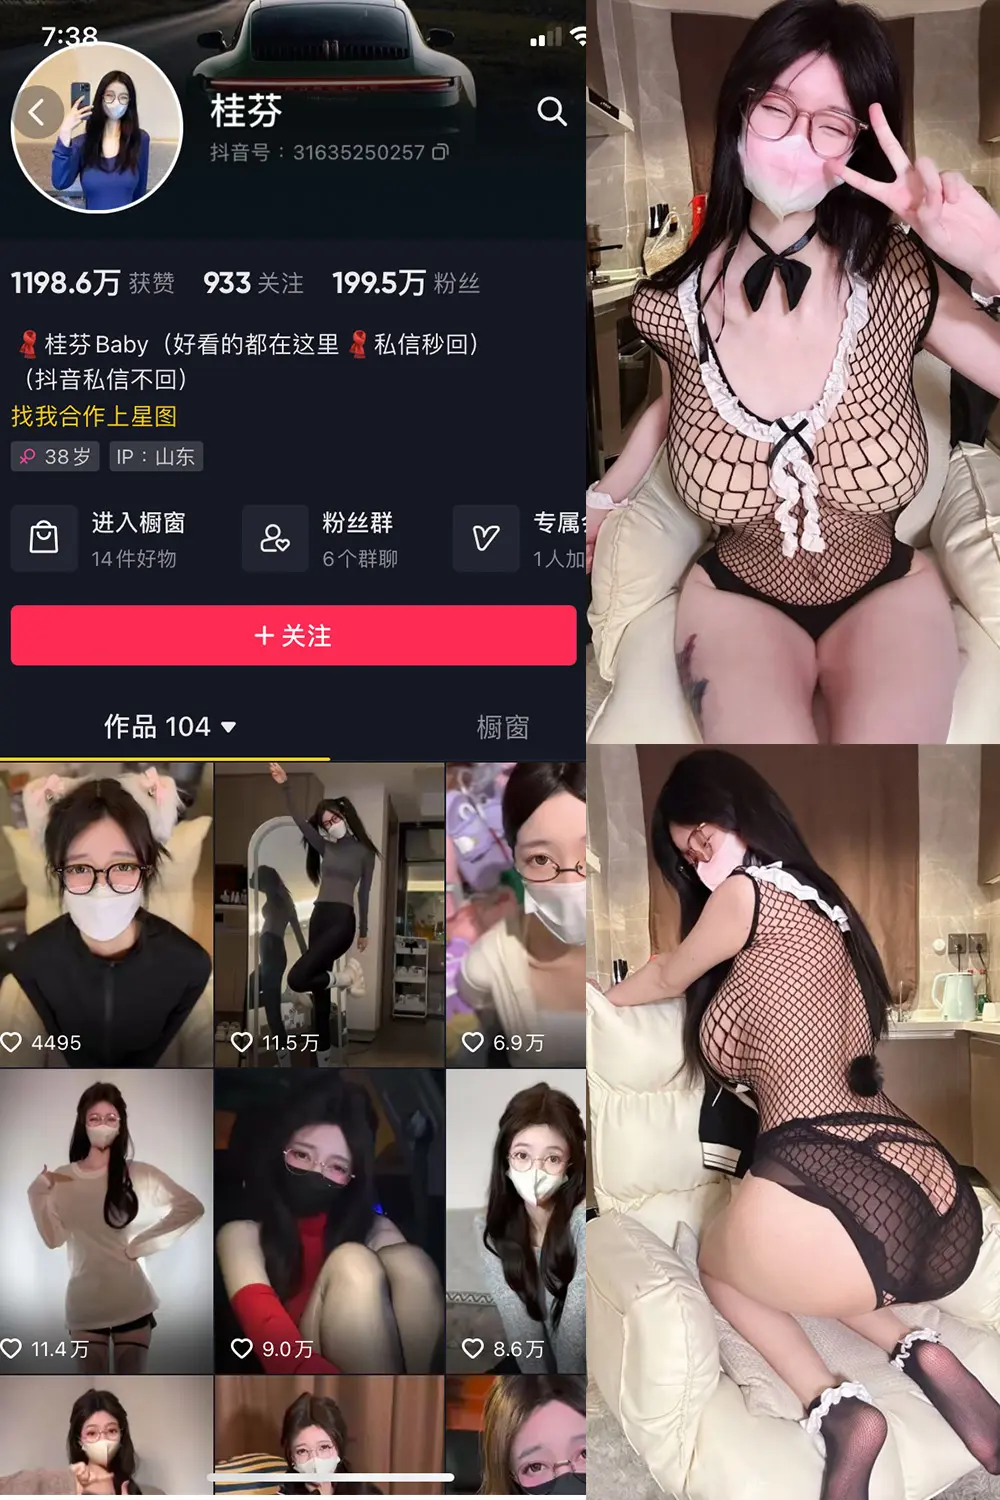 7:38
桂芬
抖音号：31635250257
1198.6万 获赞 933 关注 199.5万 粉丝
桂芬Baby（好看的都在这里 私信秒回）
（抖音私信不回）
找我合作上星图
38岁 IP：山东
进入橱窗 粉丝群 专属
14件好物 6个群聊 1人加
+ 关注
作品 104 橱窗
4495 11.5万 6.9万
11.4万 9.0万 8.6万